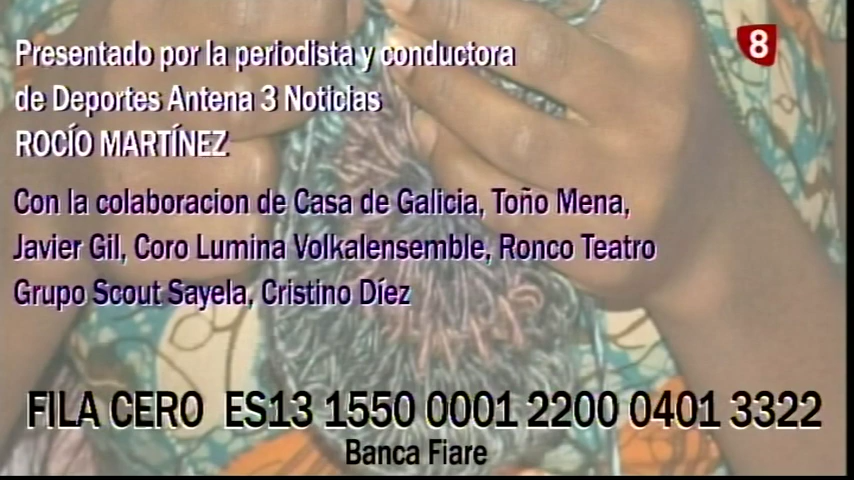 8
Presentado por la periodista y conductora
de Deportes Antena 3 Noticias
ROCÍO MARTÍNEZ
Con la colaboracion de Casa de Galicia, Toño Mena,
Javier Gil, Coro Lumina Volkalensemble, Ronco Teatro
Grupo Scout Sayela, Cristino Díez
FILA CERO ES13 1550 0001 2200 0401 3322
Banca Fiare